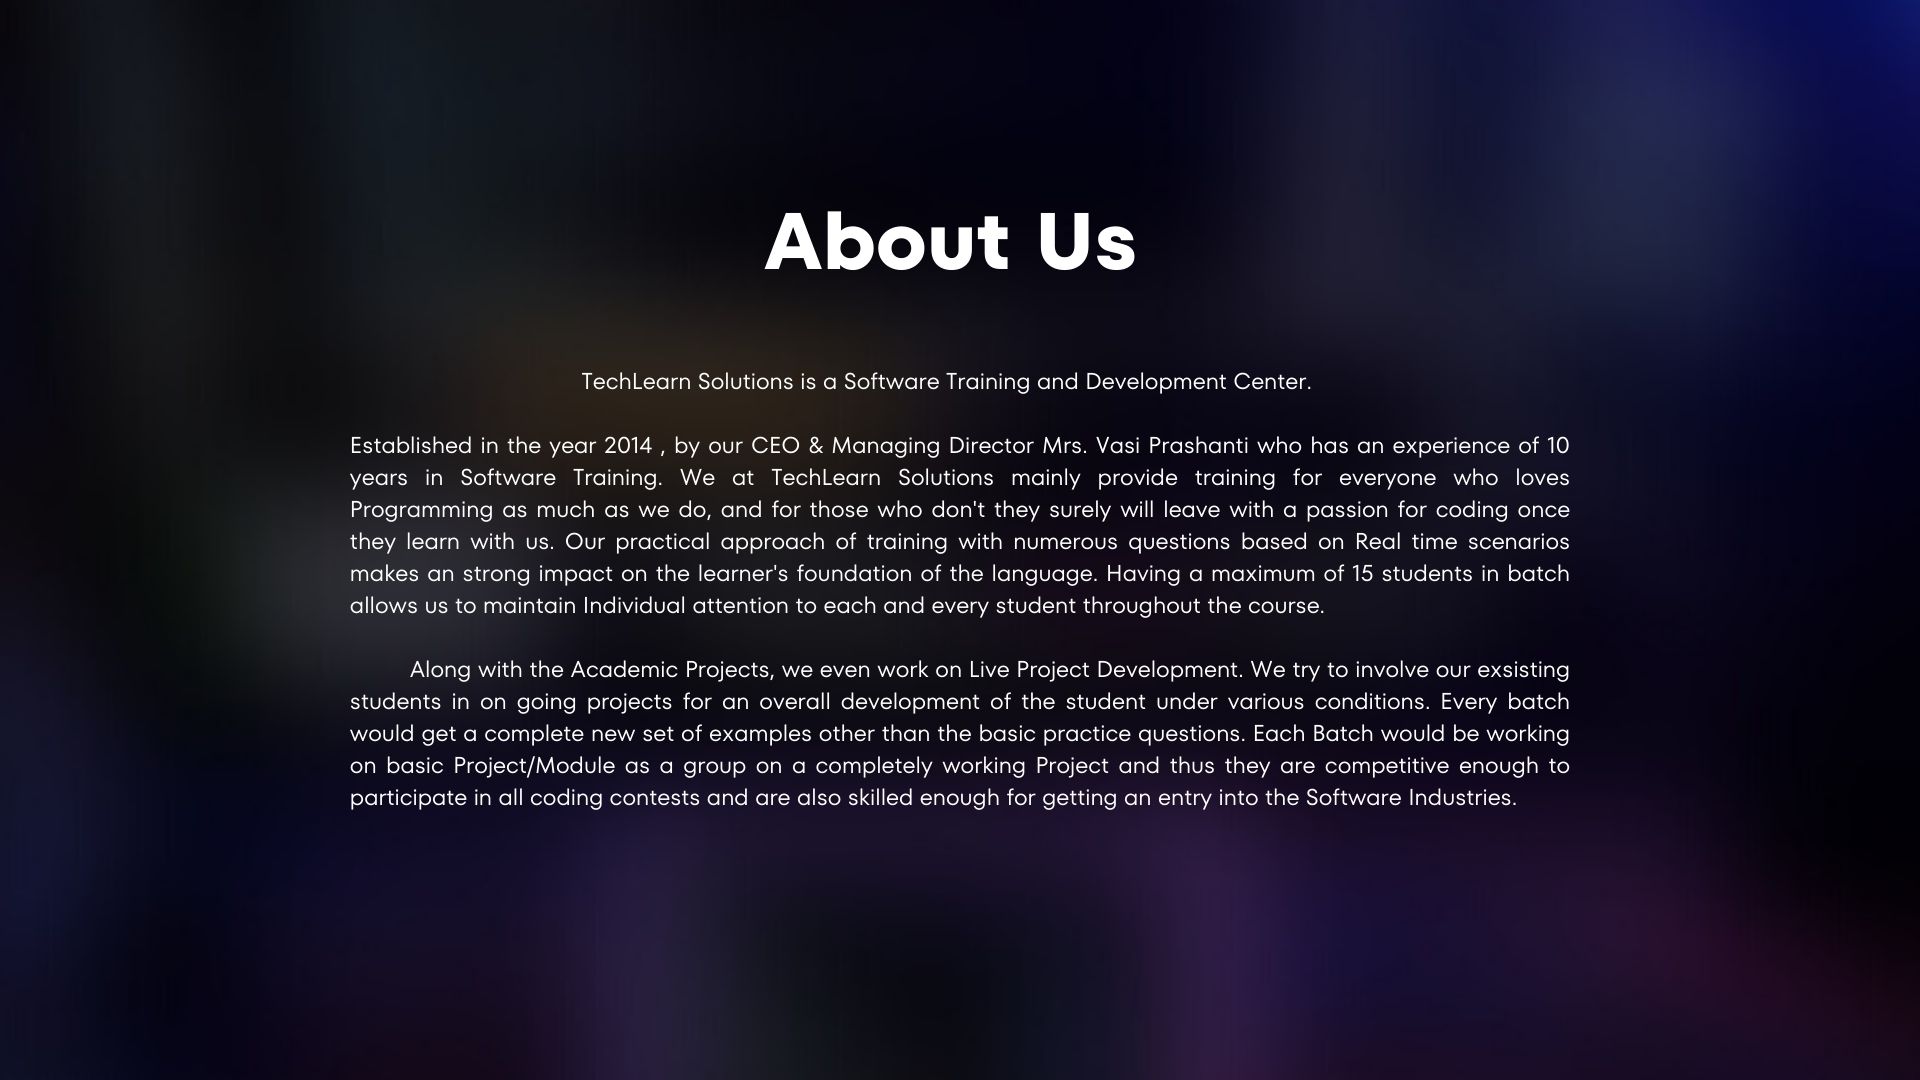 About Us
TechLearn Solutions is a Software Training and Development Center.
Established in the year 2014 , by our CEO & Managing Director Mrs. Vasi Prashanti who has an experience of 10
years in Software Training. We at TechLearn Solutions mainly provide training for everyone who loves
Programming as much as we do, and for those who don't they surely will leave with a passion for coding once
they learn with us. Our practical approach of training with numerous questions based on Real time scenarios
makes an strong impact on the learner's foundation of the language. Having a maximum of 15 students in batch
allows us to maintain Individual attention to each and every student throughout the course.
Along with the Academic Projects, we even work on Live Project Development. We try to involve our exsisting
students in on going projects for an overall development of the student under various conditions. Every batch
would get a complete new set of examples other than the basic practice questions. Each Batch would be working
on basic Project/Module as a group on a completely working Project and thus they are competitive enough to
participate in all coding contests and are also skilled enough for getting an entry into the Software Industries.